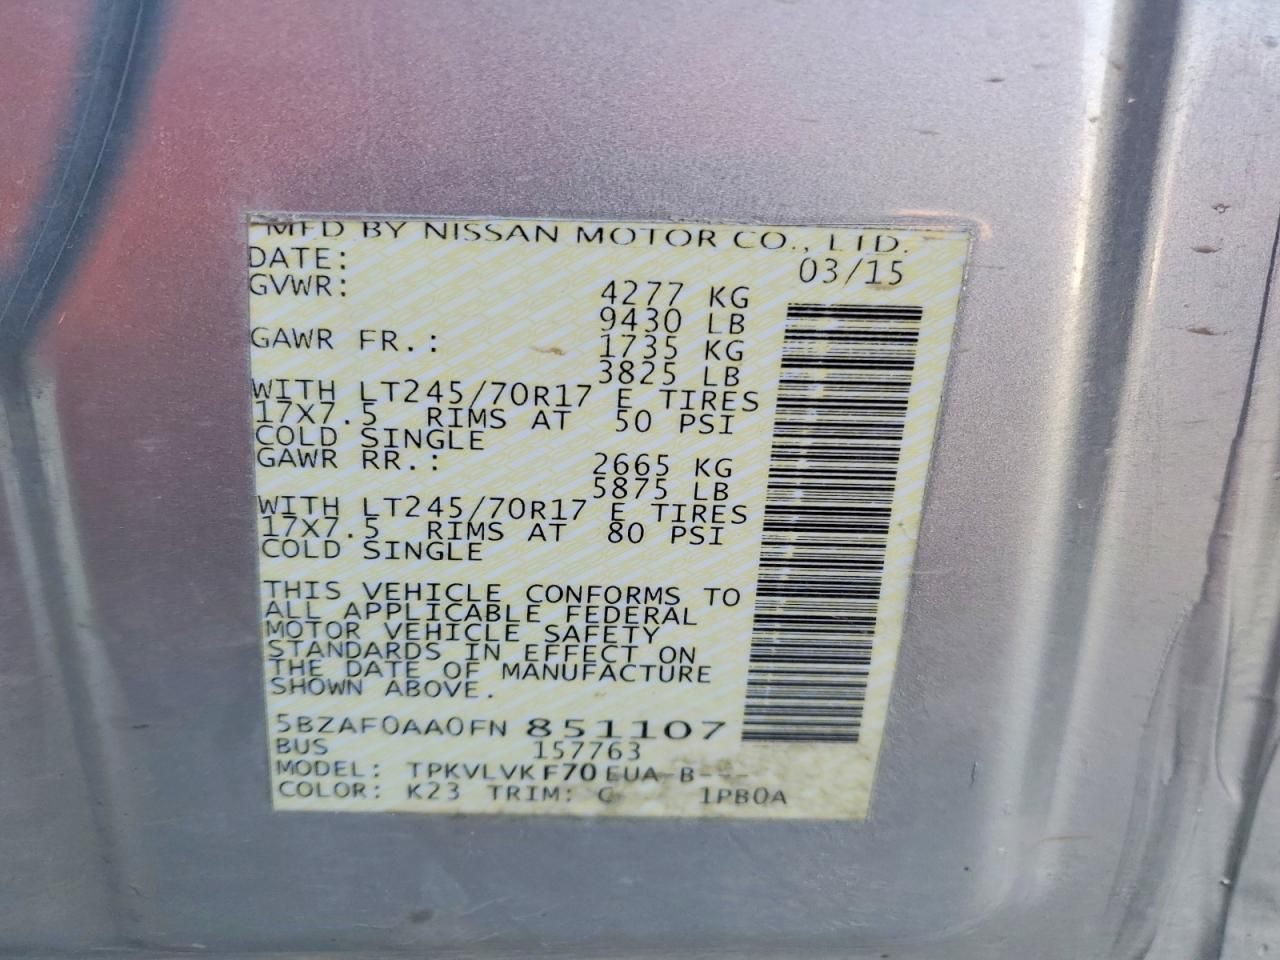 MFD BY NISSAN MOTOR CO., LTD.
DATE: 03/15
GVWR: 4277 KG
9430 LB
GAWR FR.: 1735 KG
3825 LB
WITH LT245/70R17 E TIRES
17X7.5 RIMS AT 50 PSI
COLD SINGLE
GAWR RR.: 2665 KG
5875 LB
WITH LT245/70R17 E TIRES
17X7.5 RIMS AT 80 PSI
COLD SINGLE
THIS VEHICLE CONFORMS TO
ALL APPLICABLE FEDERAL
MOTOR VEHICLE SAFETY
STANDARDS IN EFFECT ON
THE DATE OF MANUFACTURE
SHOWN ABOVE.
5BZAF0AA0FN 851107
BUS 157763
MODEL: TPKVLVKF70EUA-B---
COLOR: K23 TRIM: C 1PB0A